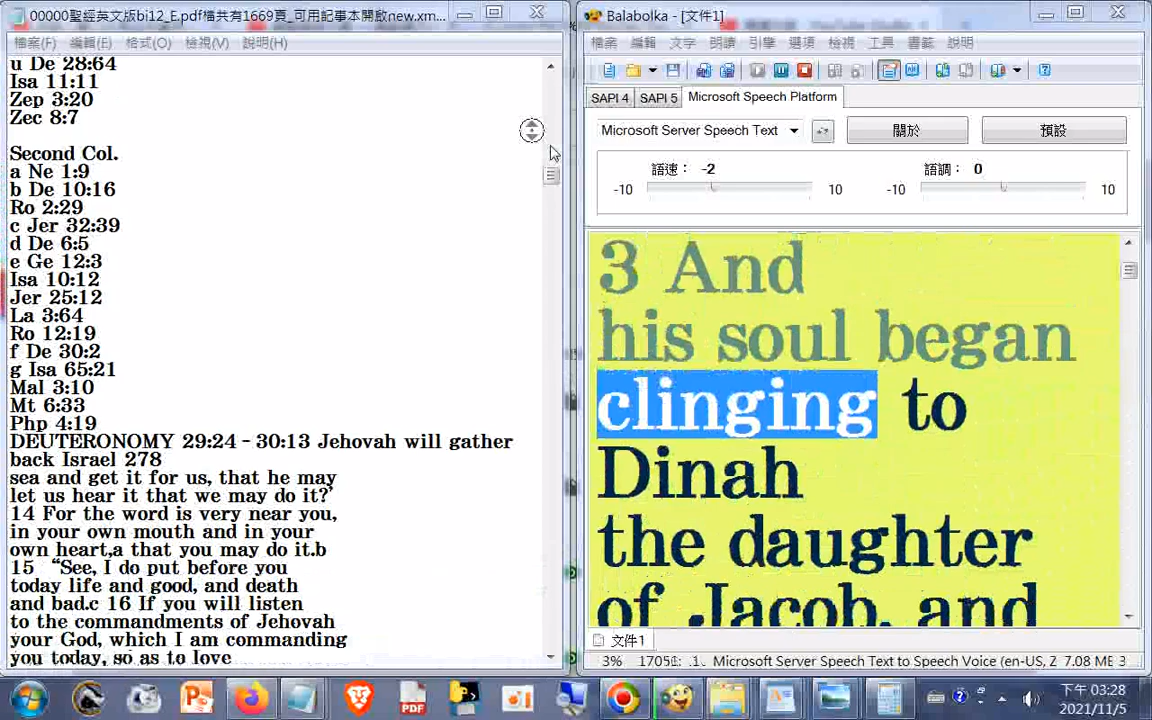 00000聖經英文版bi12_E.pdf檔共有1669頁_可用記事本開啟new.xm...
檔案(F) 編輯(E) 格式(O) 檢視(V) 說明(H)
u De 28:64
Isa 11:11
Zep 3:20
Zec 8:7
Second Col.
a Ne 1:9
b De 10:16
Ro 2:29
c Jer 32:39
d De 6:5
e Ge 12:3
Isa 10:12
Jer 25:12
La 3:64
Ro 12:19
f De 30:2
g Isa 65:21
Mal 3:10
Mt 6:33
Php 4:19
DEUTERONOMY 29:24 – 30:13 Jehovah will gather
back Israel 278
sea and get it for us, that he may
let us hear it that we may do it?’
14 For the word is very near you,
in your own mouth and in your
own heart,a that you may do it.b
15 “See, I do put before you
today life and good, and death
and bad.c 16 If you will listen
to the commandments of Jehovah
your God, which I am commanding
you today, so as to love
Balabolka - [文件1]
檔案 編輯 文字 朗讀 引擎 選項 檢視 工具 書籤 說明
SAPI 4 SAPI 5 Microsoft Speech Platform
Microsoft Server Speech Text 關於 預設
語速： -2 語調： 0
-10 10 -10 10
3 And
his soul began
clinging to
Dinah
the daughter
of Jacob, and
文件1
3% Microsoft Server Speech Text to Speech Voice (en-US, Z 7.08 ME 3
PDF
下午 03:28
2021/11/5